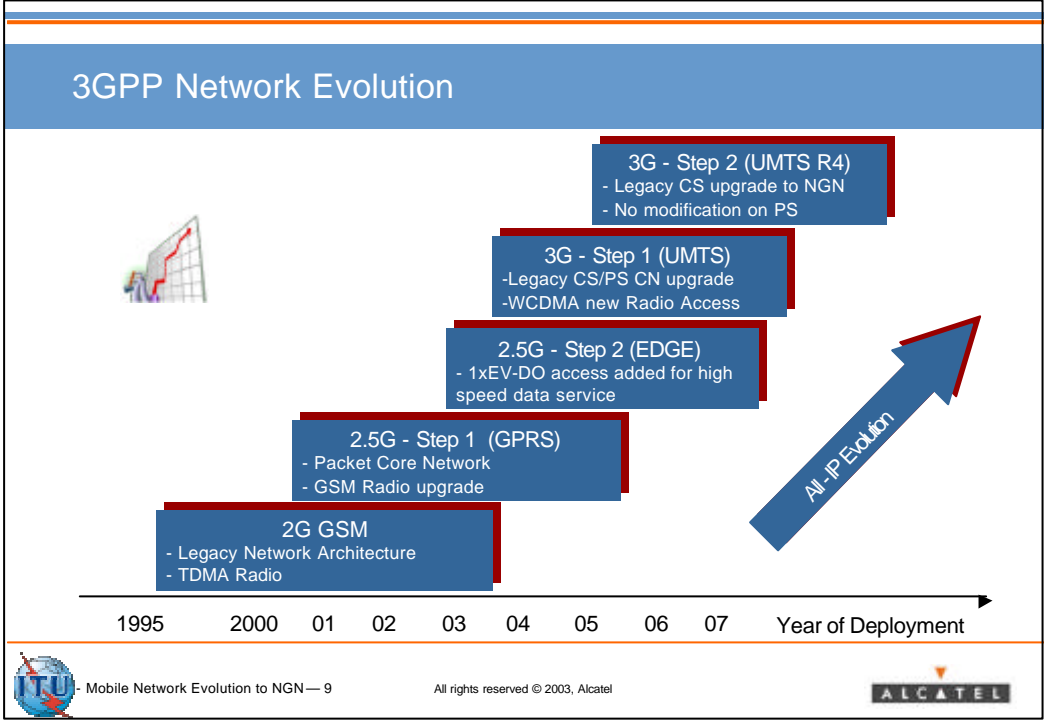 3GPP Network Evolution
3G - Step 2 (UMTS R4)
- Legacy CS upgrade to NGN
- No modification on PS
3G - Step 1 (UMTS)
-Legacy CS/PS CN upgrade
-WCDMA new Radio Access
2.5G - Step 2 (EDGE)
- 1xEV-DO access added for high
speed data service
2.5G - Step 1 (GPRS)
- Packet Core Network
- GSM Radio upgrade
2G GSM
- Legacy Network Architecture
- TDMA Radio
All-IP Evolution
1995 2000 01 02 03 04 05 06 07 Year of Deployment
ITU - Mobile Network Evolution to NGN — 9 All rights reserved © 2003, Alcatel ALCATEL